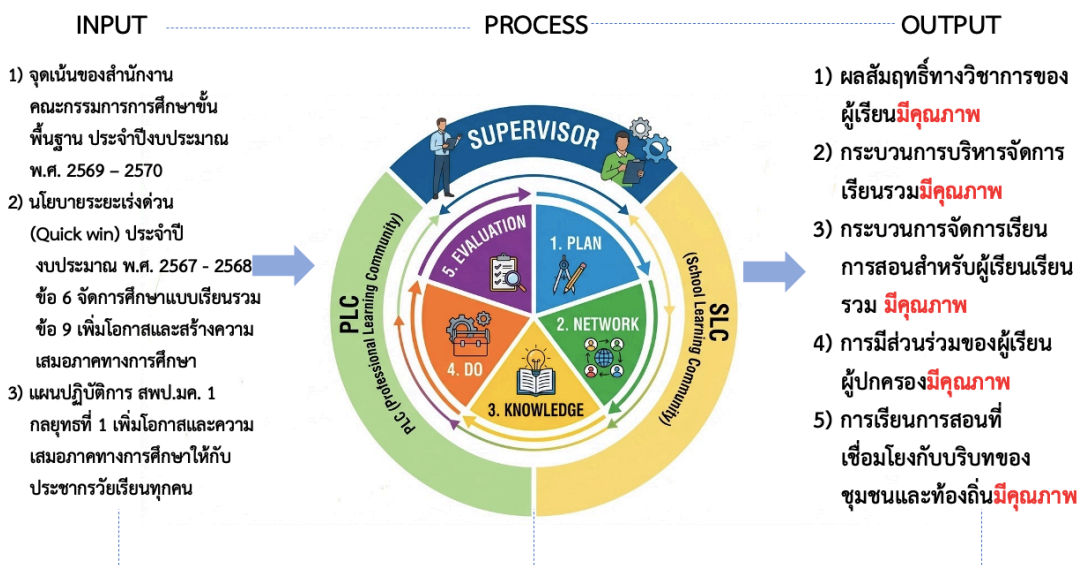 INPUT
PROCESS
OUTPUT
1) จุดเน้นของสำนักงาน
คณะกรรมการการศึกษาขั้น
พื้นฐาน ประจำปีงบประมาณ
พ.ศ. 2569 – 2570
2) นโยบายระยะเร่งด่วน
(Quick win) ประจำปี
งบประมาณ พ.ศ. 2567 - 2568
ข้อ 6 จัดการศึกษาแบบเรียนรวม
ข้อ 9 เพิ่มโอกาสและสร้างความ
เสมอภาคทางการศึกษา
3) แผนปฏิบัติการ สพป.มค. 1
กลยุทธที่ 1 เพิ่มโอกาสและความ
เสมอภาคทางการศึกษาให้กับ
ประชากรวัยเรียนทุกคน
SUPERVISOR
PLC
PLC (Professional Learning Community)
SLC
(School Learning Community)
1. PLAN
2. NETWORK
3. KNOWLEDGE
4. DO
5. EVALUATION
1) ผลสัมฤทธิ์ทางวิชาการของ
ผู้เรียนมีคุณภาพ
2) กระบวนการบริหารจัดการ
เรียนรวมมีคุณภาพ
3) กระบวนการจัดการเรียน
การสอนสำหรับผู้เรียนเรียน
รวม มีคุณภาพ
4) การมีส่วนร่วมของผู้เรียน
ผู้ปกครองมีคุณภาพ
5) การเรียนการสอนที่
เชื่อมโยงกับบริบทของ
ชุมชนและท้องถิ่นมีคุณภาพ